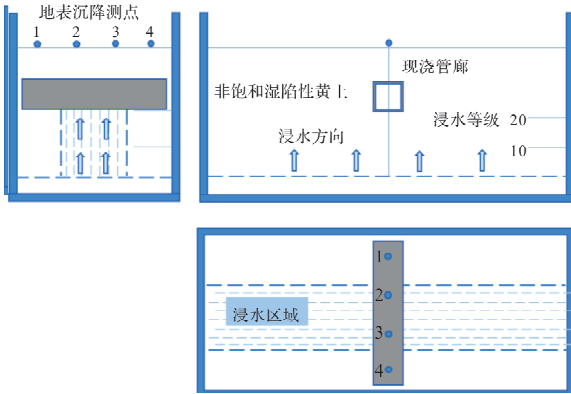 地表沉降测点
1 2 3 4
现浇管廊
非饱和湿陷性黄土
浸水等级 20
浸水方向
10
1
2
浸水区域
3
4